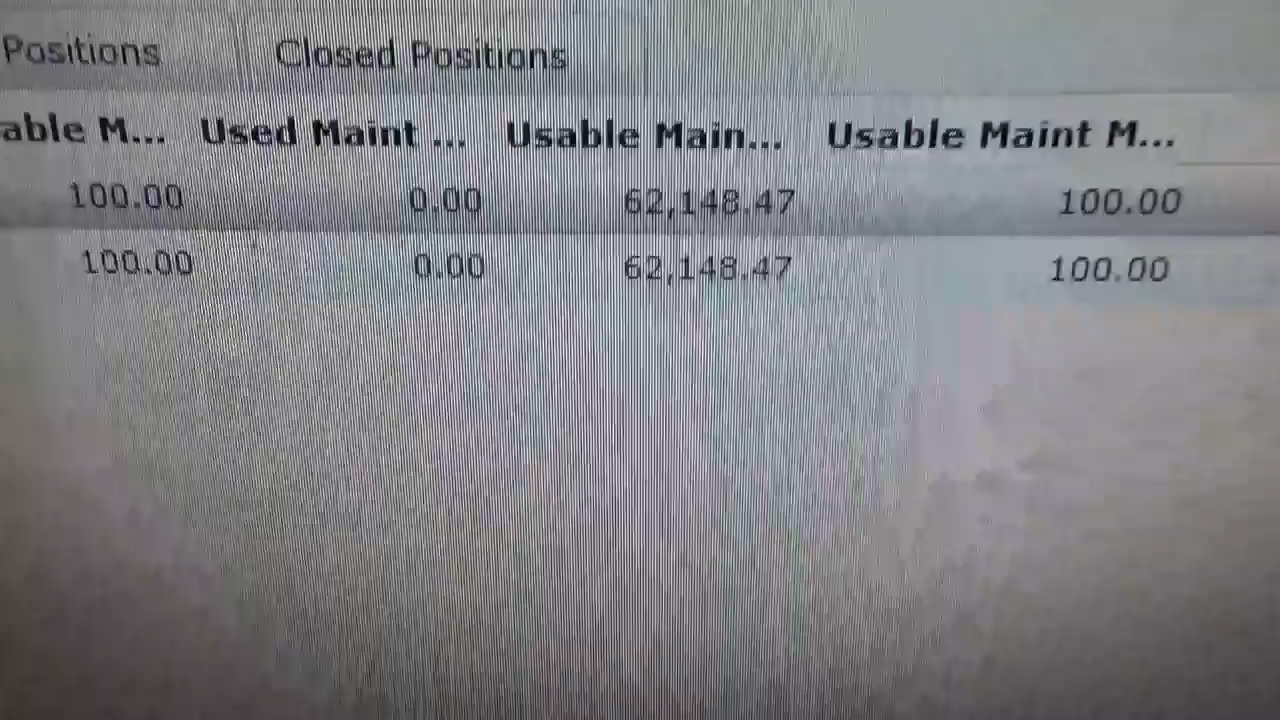 Positions Closed Positions
able M... Used Maint ... Usable Main... Usable Maint M...
100.00 0.00 62,148.47 100.00
100.00 0.00 62,148.47 100.00